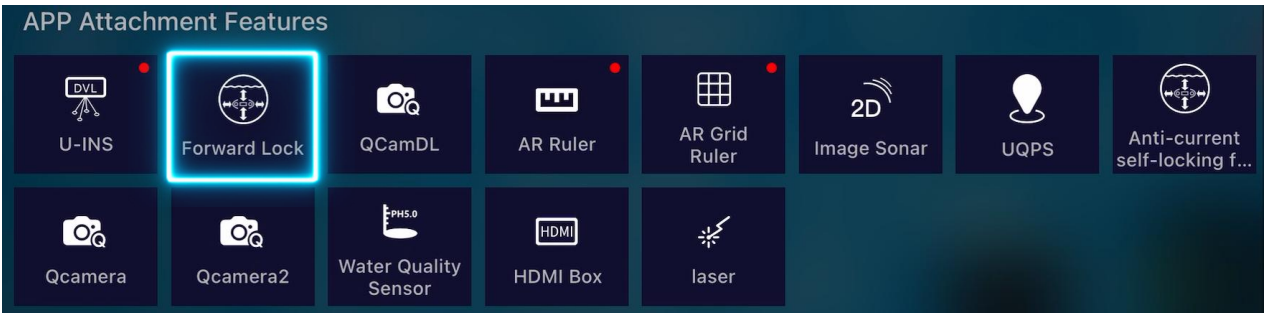 APP Attachment Features
DVL
U-INS
Forward Lock
QCamDL
AR Ruler
AR Grid
Ruler
2D
Image Sonar
UQPS
Anti-current
self-locking f...
Qcamera
Qcamera2
PH5.0
Water Quality
Sensor
HDMI
HDMI Box
laser